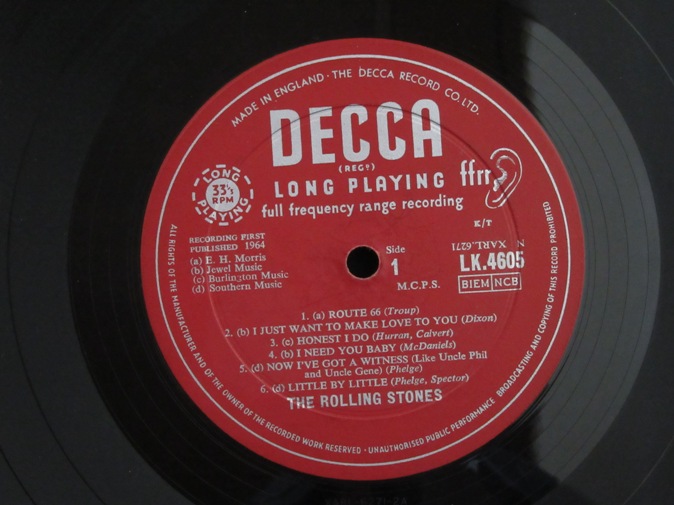 MADE IN ENGLAND · THE DECCA RECORD CO. LTD.
DECCA
(REGD)
LONG PLAYING
33⅓
RPM
LONG PLAYING
ffrr
full frequency range recording
K/T
RECORDING FIRST
PUBLISHED 1964
(a) E. H. Morris
(b) Jewel Music
(c) Burlington Music
(d) Southern Music
Side
1
M.C.P.S.
XARL.6271
N
LK.4605
BIEM NCB
1. (a) ROUTE 66 (Troup)
2. (b) I JUST WANT TO MAKE LOVE TO YOU (Dixon)
3. (c) HONEST I DO (Hurran, Calvert)
4. (b) I NEED YOU BABY (McDaniels)
5. (d) NOW I'VE GOT A WITNESS (Like Uncle Phil
and Uncle Gene) (Phelge)
6. (d) LITTLE BY LITTLE (Phelge, Spector)
THE ROLLING STONES
ALL RIGHTS OF THE MANUFACTURER AND OF THE OWNER OF THE RECORDED WORK RESERVED · UNAUTHORISED PUBLIC PERFORMANCE BROADCASTING AND COPYING OF THIS RECORD PROHIBITED